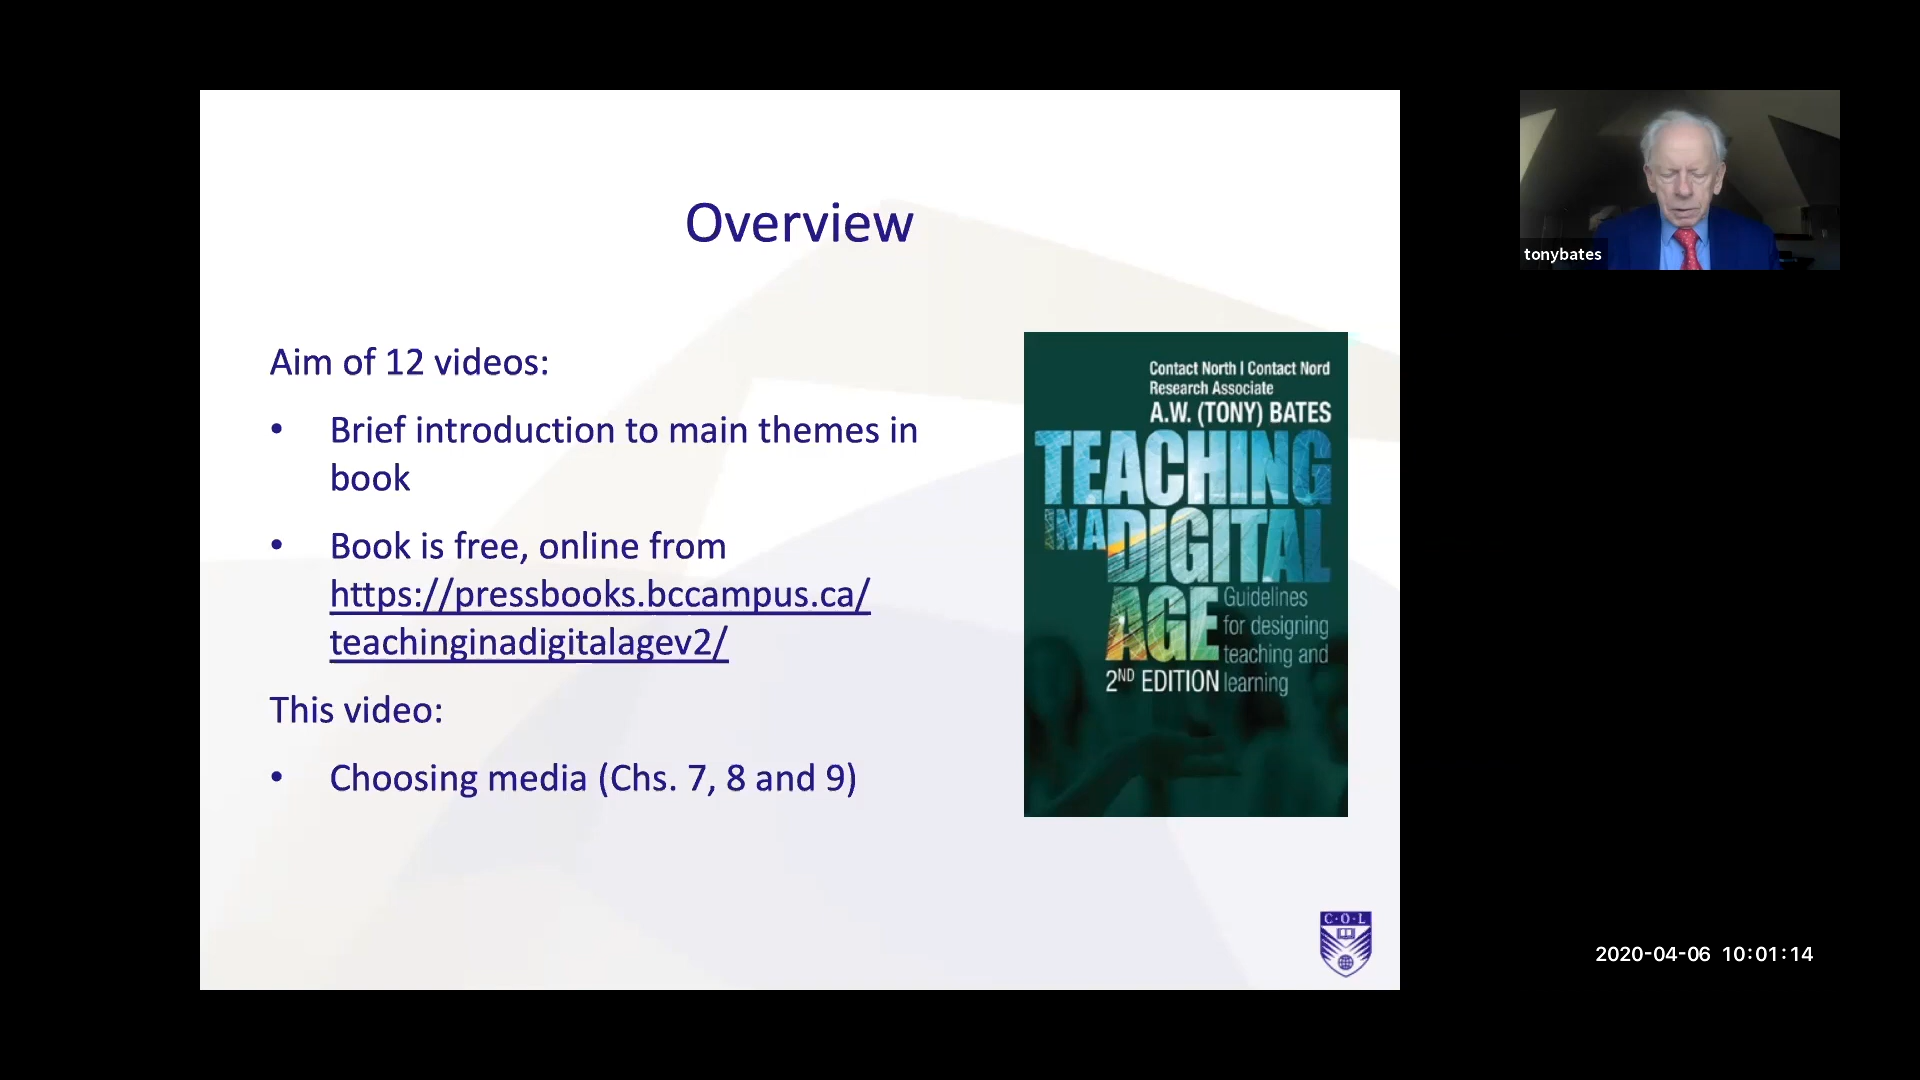 Overview
Aim of 12 videos:
• Brief introduction to main themes in
book
• Book is free, online from
https://pressbooks.bccampus.ca/
teachinginadigitalagev2/
This video:
• Choosing media (Chs. 7, 8 and 9)
Contact North I Contact Nord
Research Associate
A.W. (TONY) BATES
TEACHING
IN A DIGITAL
AGE
Guidelines
for designing
teaching and
learning
2ND EDITION
C·O·L
tonybates
2020-04-06 10:01:14